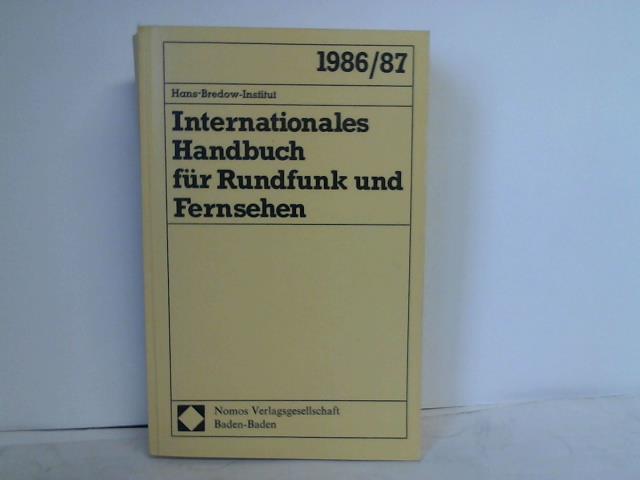 1986/87
Hans-Bredow-Institut
Internationales
Handbuch
für Rundfunk und
Fernsehen
Nomos Verlagsgesellschaft
Baden-Baden